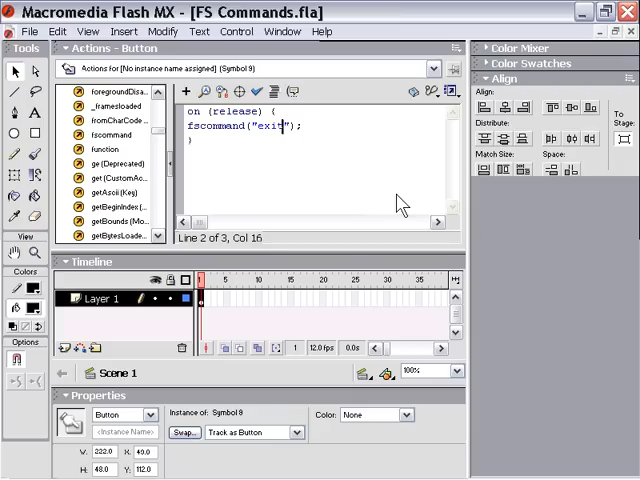 Macromedia Flash MX - [FS Commands.fla]
File Edit View Insert Modify Text Control Window Help
Tools
View
Colors
Options
Actions - Button
Actions for [No instance name assigned] (Symbol 9)
foregroundDisa...
_framesloaded
fromCharCode
fscommand
function
ge (Deprecated)
get (CustomAc...
getAscii (Key)
getBeginIndex (...
getBounds (Mo...
getBytesLoade...
on (release) {
fscommand("exit");
}
Line 2 of 3, Col 16
Timeline
1 5 10 15 20 25 30 35 40
Layer 1
1 12.0 fps 0.0s
Scene 1
100%
Properties
Button
<Instance Name>
Instance of: Symbol 9
Swap...
Track as Button
Color: None
W: 222.0 X: 49.0
H: 48.0 Y: 112.0
Color Mixer
Color Swatches
Align
Align:
Distribute:
Match Size:
Space:
To
Stage: